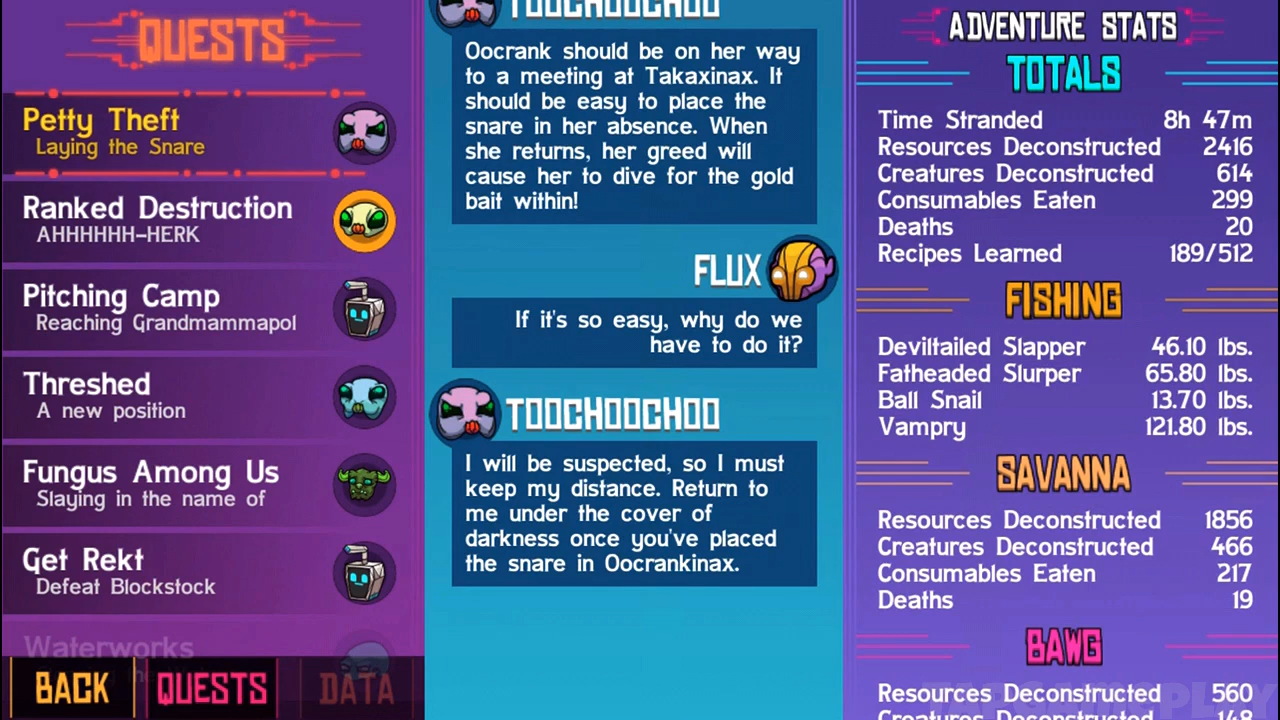 QUESTS
Petty Theft
Laying the Snare
Ranked Destruction
AHHHHHH-HERK
Pitching Camp
Reaching Grandmammapol
Threshed
A new position
Fungus Among Us
Slaying in the name of
Get Rekt
Defeat Blockstock
Waterworks
BACK
QUESTS
DATA
TOOCHOOCHOO
Oocrank should be on her way
to a meeting at Takaxinax. It
should be easy to place the
snare in her absence. When
she returns, her greed will
cause her to dive for the gold
bait within!
FLUX
If it's so easy, why do we
have to do it?
TOOCHOOCHOO
I will be suspected, so I must
keep my distance. Return to
me under the cover of
darkness once you've placed
the snare in Oocrankinax.
ADVENTURE STATS
TOTALS
Time Stranded 8h 47m
Resources Deconstructed 2416
Creatures Deconstructed 614
Consumables Eaten 299
Deaths 20
Recipes Learned 189/512
FISHING
Deviltailed Slapper 46.10 lbs.
Fatheaded Slurper 65.80 lbs.
Ball Snail 13.70 lbs.
Vampry 121.80 lbs.
SAVANNA
Resources Deconstructed 1856
Creatures Deconstructed 466
Consumables Eaten 217
Deaths 19
BAWG
Resources Deconstructed 560
Creatures Deconstructed 148